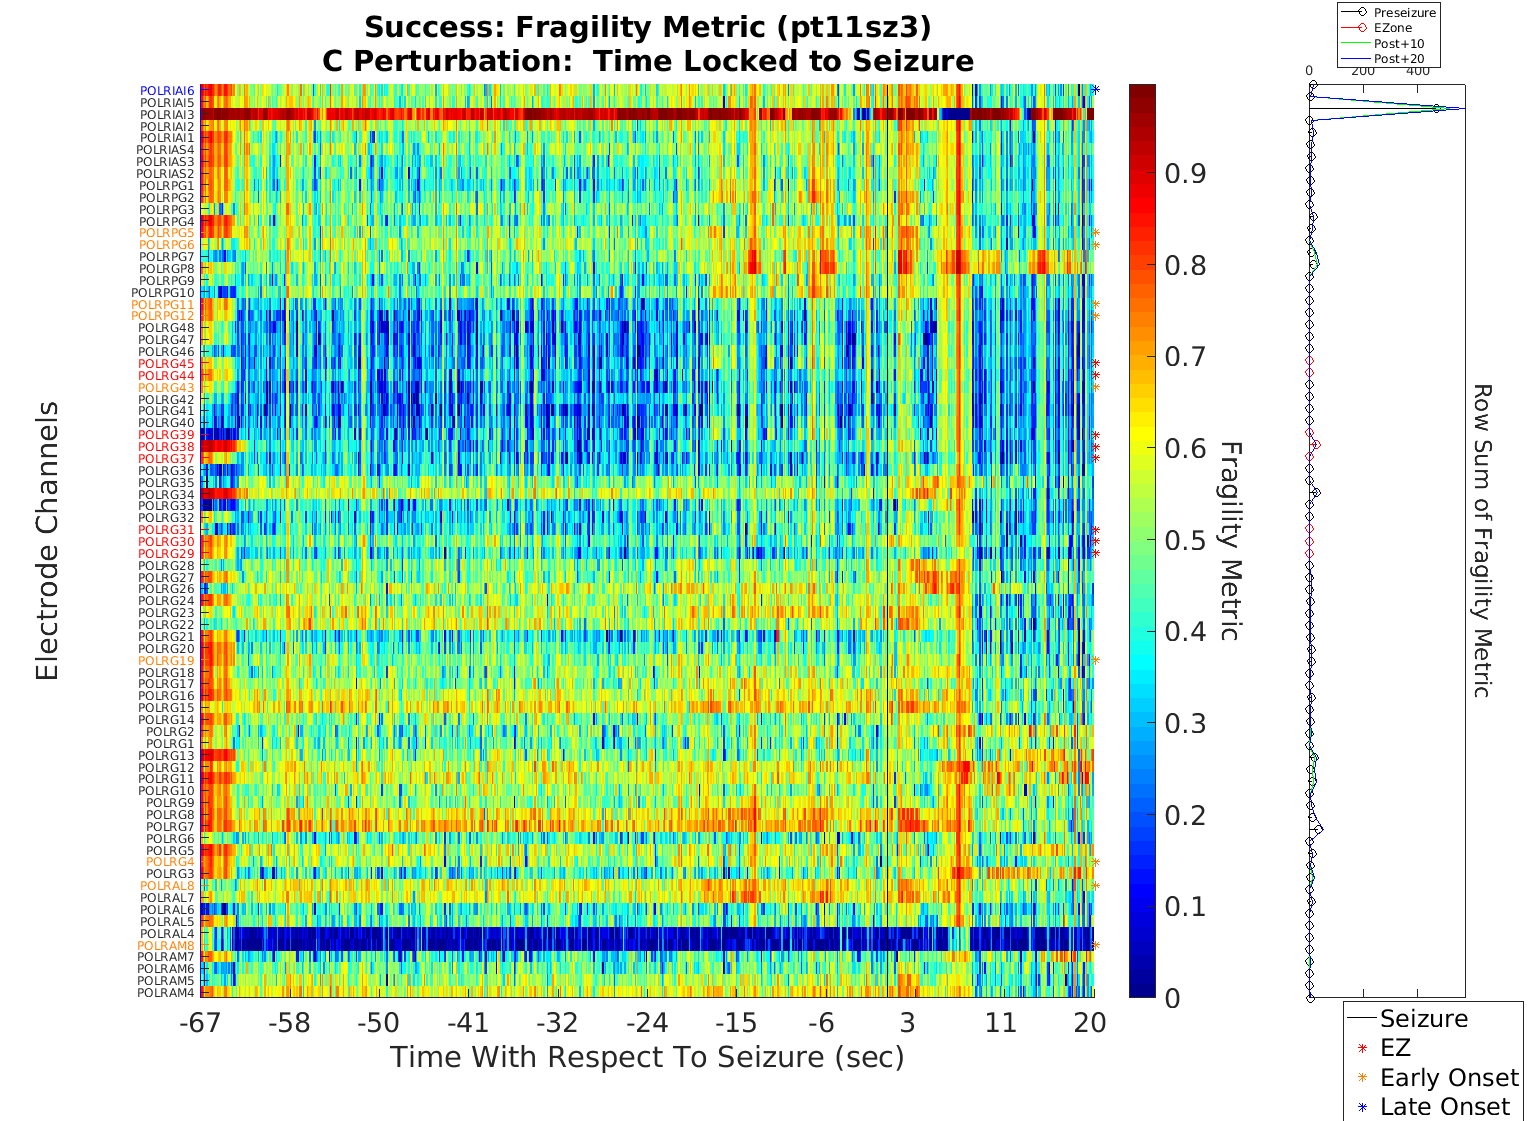 Success: Fragility Metric (pt11sz3)
C Perturbation:  Time Locked to Seizure
Preseizure
EZone
Post+10
Post+20
0 200 400
Electrode Channels
POLRIAI6
POLRIAI5
POLRIAI3
POLRIAI2
POLRIAI1
POLRIAS4
POLRIAS3
POLRIAS2
POLRPG1
POLRPG2
POLRPG3
POLRPG4
POLRPG5
POLRPG6
POLRPG7
POLRGP8
POLRPG9
POLRPG10
POLRPG11
POLRPG12
POLRG48
POLRG47
POLRG46
POLRG45
POLRG44
POLRG43
POLRG42
POLRG41
POLRG40
POLRG39
POLRG38
POLRG37
POLRG36
POLRG35
POLRG34
POLRG33
POLRG32
POLRG31
POLRG30
POLRG29
POLRG28
POLRG27
POLRG26
POLRG24
POLRG23
POLRG22
POLRG21
POLRG20
POLRG19
POLRG18
POLRG17
POLRG16
POLRG15
POLRG14
POLRG2
POLRG1
POLRG13
POLRG12
POLRG11
POLRG10
POLRG9
POLRG8
POLRG7
POLRG6
POLRG5
POLRG4
POLRG3
POLRAL8
POLRAL7
POLRAL6
POLRAL5
POLRAL4
POLRAM8
POLRAM7
POLRAM6
POLRAM5
POLRAM4
-67 -58 -50 -41 -32 -24 -15 -6 3 11 20
Time With Respect To Seizure (sec)
0.9
0.8
0.7
0.6
0.5
0.4
0.3
0.2
0.1
0
Fragility Metric
Row Sum of Fragility Metric
Seizure
EZ
Early Onset
Late Onset